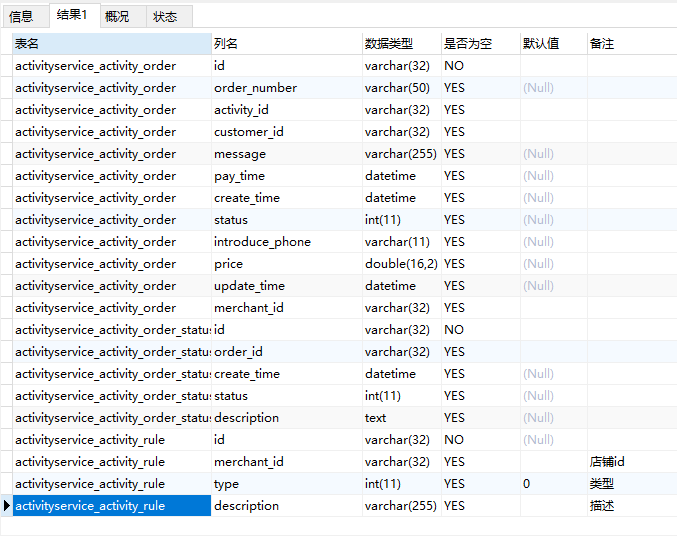 信息 结果1 概况 状态
表名 列名 数据类型 是否为空 默认值 备注
activityservice_activity_order id varchar(32) NO
activityservice_activity_order order_number varchar(50) YES (Null)
activityservice_activity_order activity_id varchar(32) YES
activityservice_activity_order customer_id varchar(32) YES
activityservice_activity_order message varchar(255) YES (Null)
activityservice_activity_order pay_time datetime YES (Null)
activityservice_activity_order create_time datetime YES (Null)
activityservice_activity_order status int(11) YES (Null)
activityservice_activity_order introduce_phone varchar(11) YES (Null)
activityservice_activity_order price double(16,2) YES (Null)
activityservice_activity_order update_time datetime YES (Null)
activityservice_activity_order merchant_id varchar(32) YES
activityservice_activity_order_status id varchar(32) NO
activityservice_activity_order_status order_id varchar(32) YES
activityservice_activity_order_status create_time datetime YES (Null)
activityservice_activity_order_status status int(11) YES (Null)
activityservice_activity_order_status description text YES (Null)
activityservice_activity_rule id varchar(32) NO (Null)
activityservice_activity_rule merchant_id varchar(32) YES 店铺id
activityservice_activity_rule type int(11) YES 0 类型
activityservice_activity_rule description varchar(255) YES 描述